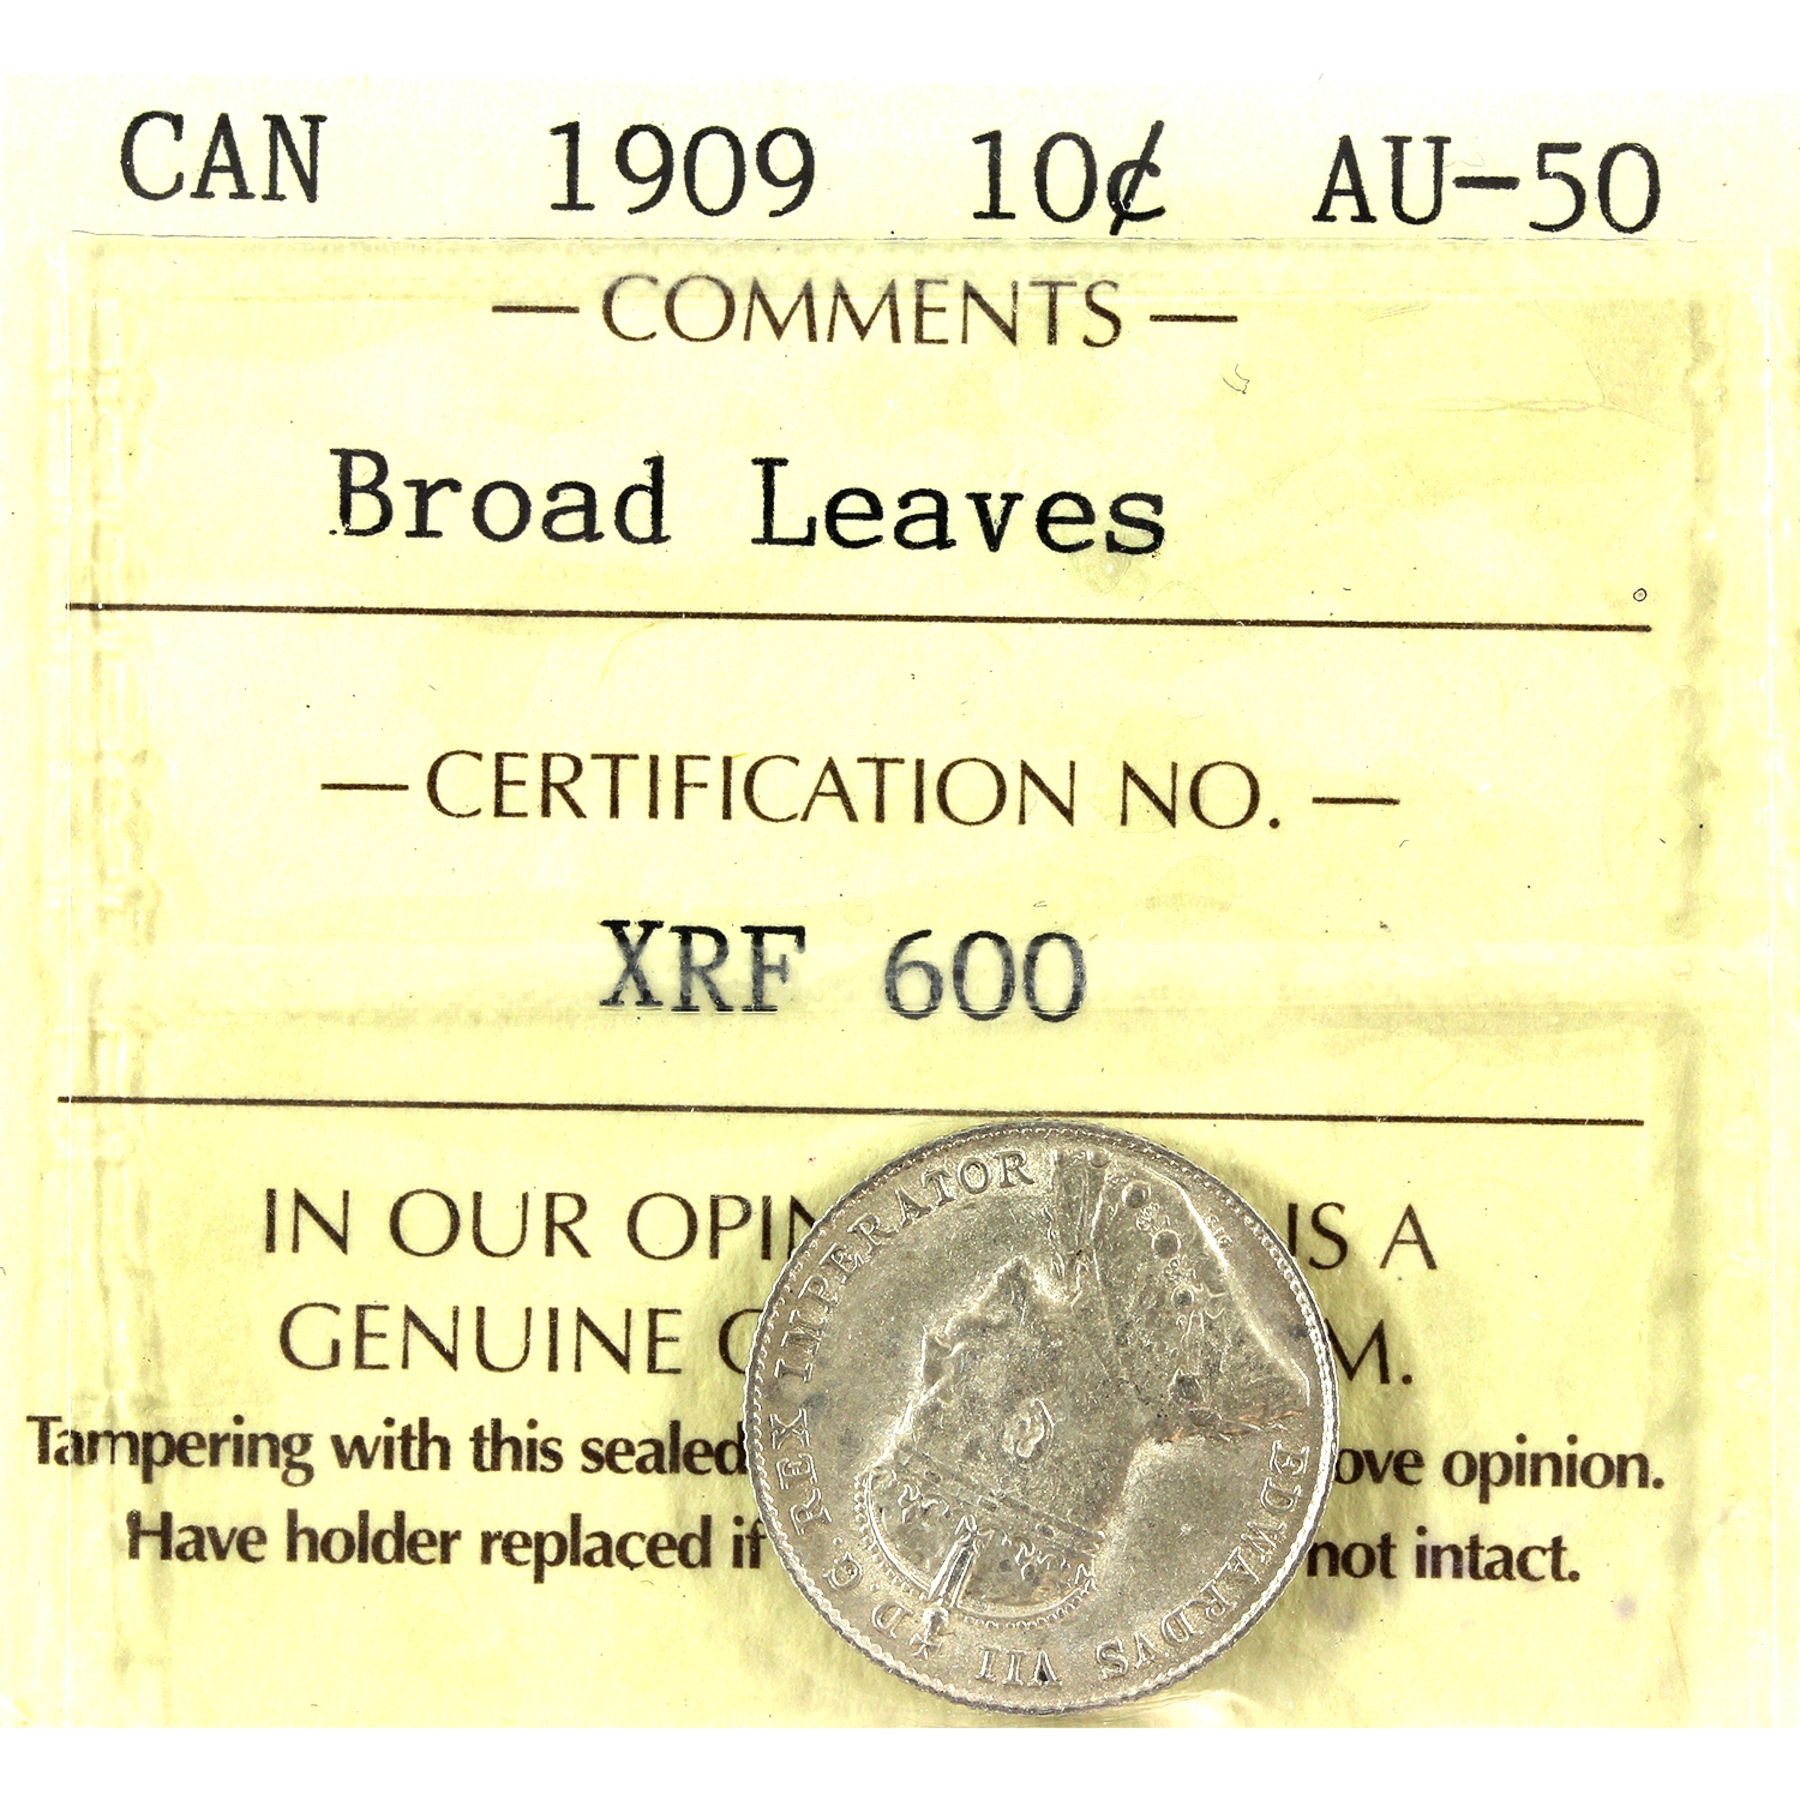 CAN 1909 10¢ AU-50
— COMMENTS —
Broad Leaves
— CERTIFICATION NO. —
XRF 600
IN OUR OPIN IS A
GENUINE M.
Tampering with this sealed ove opinion.
Have holder replaced if not intact.
EDWARDVS VII D. G. REX IMPERATOR